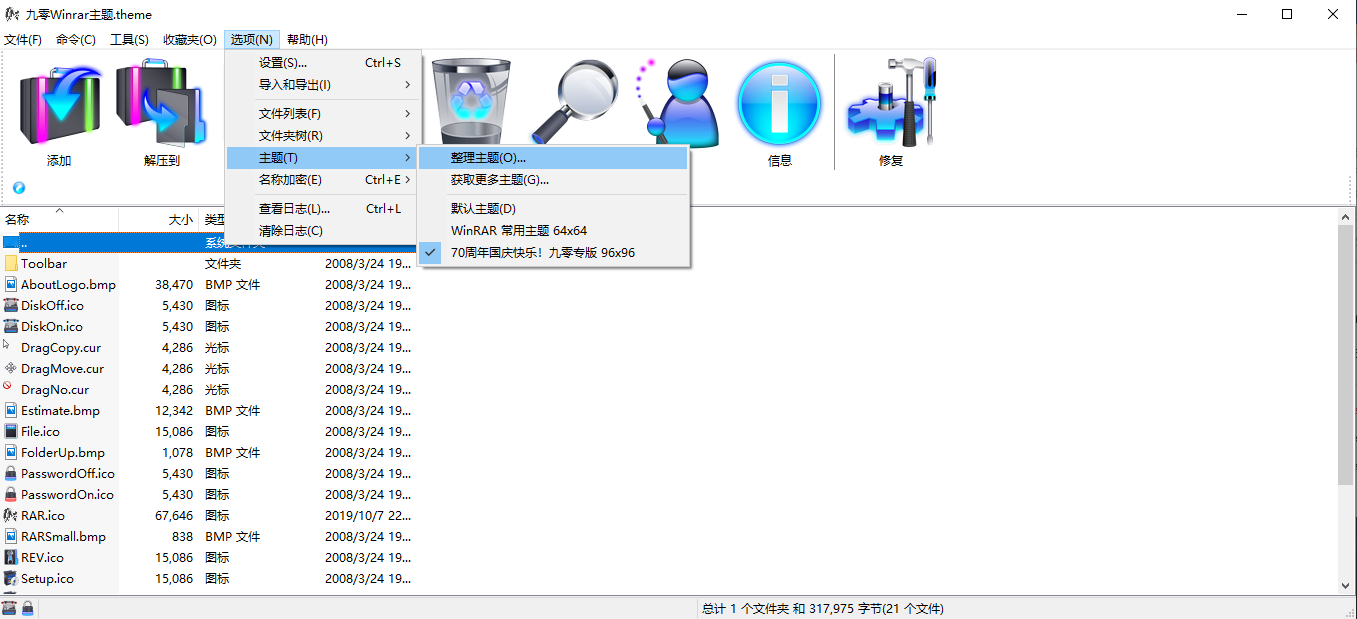 九零Winrar主题.theme
文件(F) 命令(C) 工具(S) 收藏夹(O) 选项(N) 帮助(H)
设置(S)... Ctrl+S
导入和导出(I)
文件列表(F)
文件夹树(R)
主题(T)
名称加密(E) Ctrl+E
查看日志(L)... Ctrl+L
清除日志(C)
整理主题(O)...
获取更多主题(G)...
默认主题(D)
WinRAR 常用主题 64x64
70周年国庆快乐！九零专版 96x96
添加 解压到 信息 修复
名称 大小 类型
.. 系统文件夹
Toolbar 文件夹 2008/3/24 19...
AboutLogo.bmp 38,470 BMP 文件 2008/3/24 19...
DiskOff.ico 5,430 图标 2008/3/24 19...
DiskOn.ico 5,430 图标 2008/3/24 19...
DragCopy.cur 4,286 光标 2008/3/24 19...
DragMove.cur 4,286 光标 2008/3/24 19...
DragNo.cur 4,286 光标 2008/3/24 19...
Estimate.bmp 12,342 BMP 文件 2008/3/24 19...
File.ico 15,086 图标 2008/3/24 19...
FolderUp.bmp 1,078 BMP 文件 2008/3/24 19...
PasswordOff.ico 5,430 图标 2008/3/24 19...
PasswordOn.ico 5,430 图标 2008/3/24 19...
RAR.ico 67,646 图标 2019/10/7 22...
RARSmall.bmp 838 BMP 文件 2008/3/24 19...
REV.ico 15,086 图标 2008/3/24 19...
Setup.ico 15,086 图标 2008/3/24 19...
总计 1 个文件夹 和 317,975 字节(21 个文件)